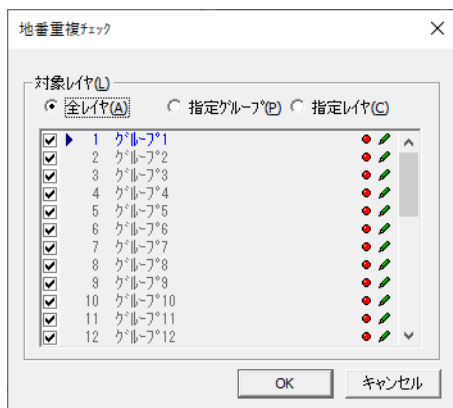 地番重複ﾁｪｯｸ
対象ﾚｲﾔ(L)
全ﾚｲﾔ(A) 指定ｸﾞﾙｰﾌﾟ(P) 指定ﾚｲﾔ(C)
1 ｸﾞﾙｰﾌﾟ1
2 ｸﾞﾙｰﾌﾟ2
3 ｸﾞﾙｰﾌﾟ3
4 ｸﾞﾙｰﾌﾟ4
5 ｸﾞﾙｰﾌﾟ5
6 ｸﾞﾙｰﾌﾟ6
7 ｸﾞﾙｰﾌﾟ7
8 ｸﾞﾙｰﾌﾟ8
9 ｸﾞﾙｰﾌﾟ9
10 ｸﾞﾙｰﾌﾟ10
11 ｸﾞﾙｰﾌﾟ11
12 ｸﾞﾙｰﾌﾟ12
OK キャンセル